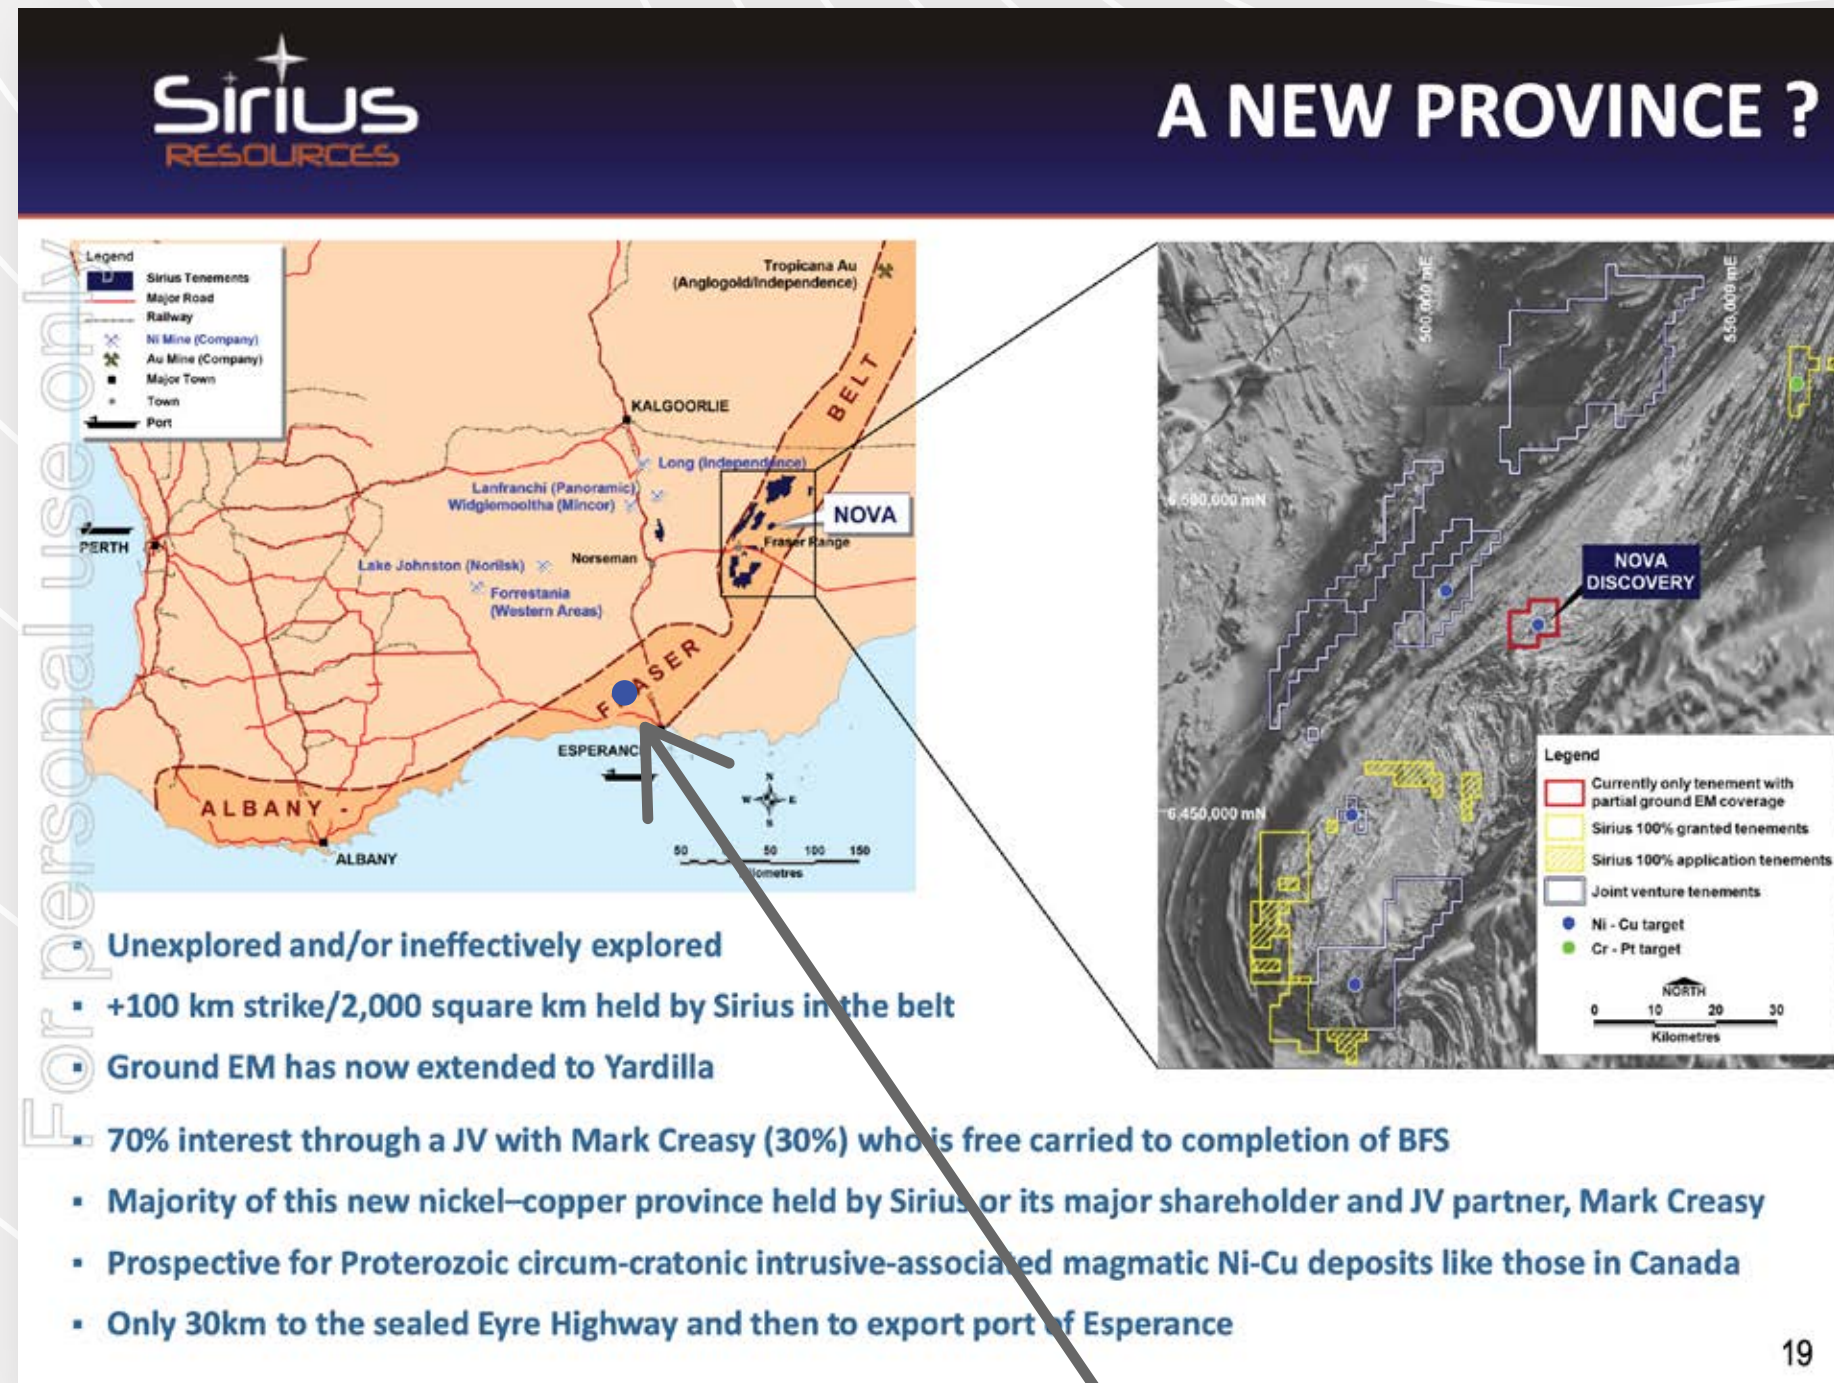 Sirius
RESOURCES
A NEW PROVINCE ?
For personal use only
Legend
Sirius Tenements
Major Road
Railway
Ni Mine (Company)
Au Mine (Company)
Major Town
Town
Port
Tropicana Au
(Anglogold/Independence)
BELT
KALGOORLIE
Long (Independence)
Lanfranchi (Panoramic)
Widgiemooltha (Mincor)
NOVA
Fraser Range
PERTH
Norseman
Lake Johnston (Norilsk)
Forrestania
(Western Areas)
F ASER
ESPERANC
ALBANY -
ALBANY
N
W E
S
50 50 100 150
lometres
500,000 mE
550,000 mE
6,500,000 mN
NOVA
DISCOVERY
6,450,000 mN
Legend
Currently only tenement with
partial ground EM coverage
Sirius 100% granted tenements
Sirius 100% application tenements
Joint venture tenements
Ni - Cu target
Cr - Pt target
NORTH
0 10 20 30
Kilometres
▪ Unexplored and/or ineffectively explored
▪ +100 km strike/2,000 square km held by Sirius in the belt
▪ Ground EM has now extended to Yardilla
▪ 70% interest through a JV with Mark Creasy (30%) who is free carried to completion of BFS
▪ Majority of this new nickel–copper province held by Sirius or its major shareholder and JV partner, Mark Creasy
▪ Prospective for Proterozoic circum-cratonic intrusive-associated magmatic Ni-Cu deposits like those in Canada
▪ Only 30km to the sealed Eyre Highway and then to export port of Esperance
19